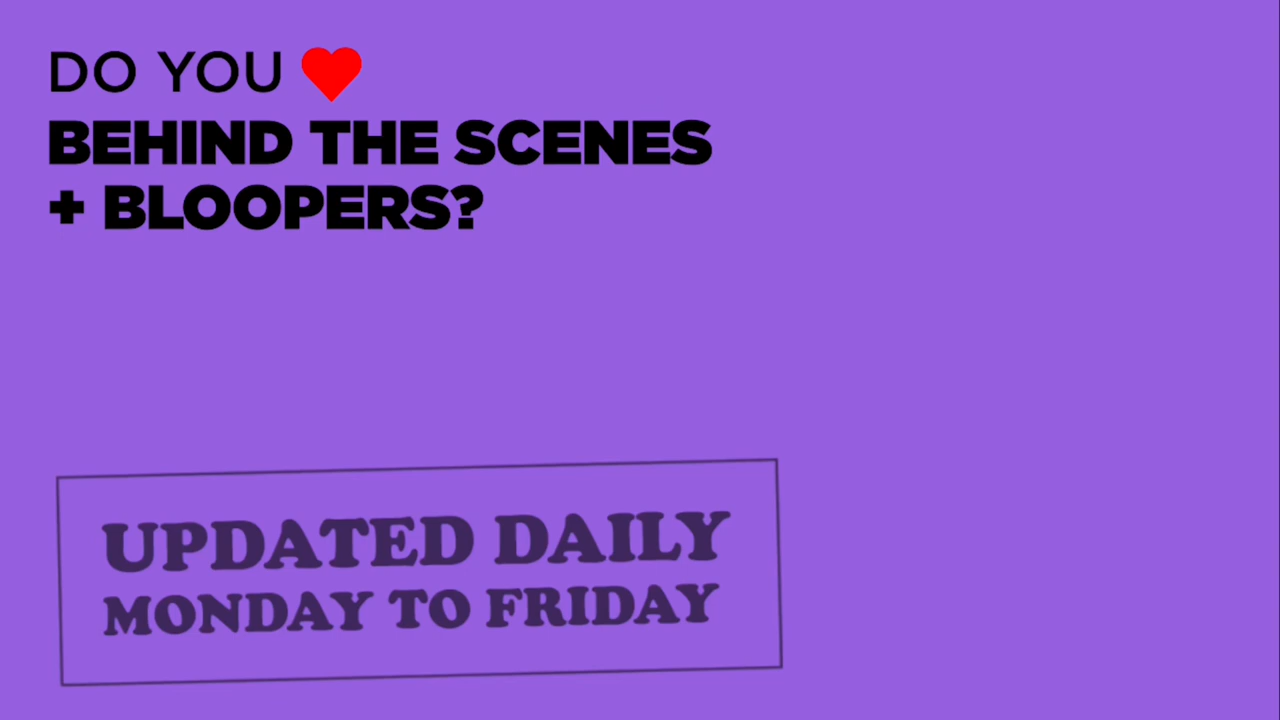 DO YOU ❤
BEHIND THE SCENES
+ BLOOPERS?
UPDATED DAILY
MONDAY TO FRIDAY